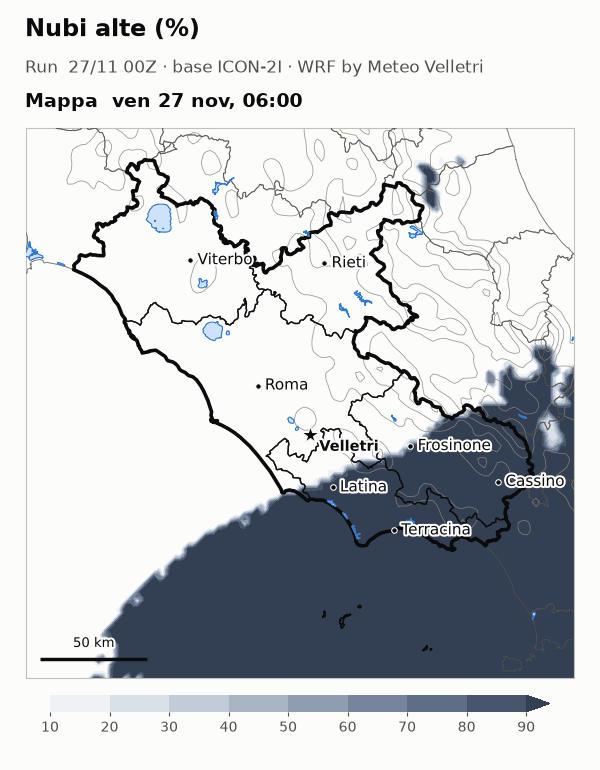 Nubi alte (%)
Run  27/11 00Z · base ICON-2I · WRF by Meteo Velletri
Mappa  ven 27 nov, 06:00
Viterbo
Rieti
Roma
Velletri
Frosinone
Latina
Cassino
Terracina
50 km
10 20 30 40 50 60 70 80 90